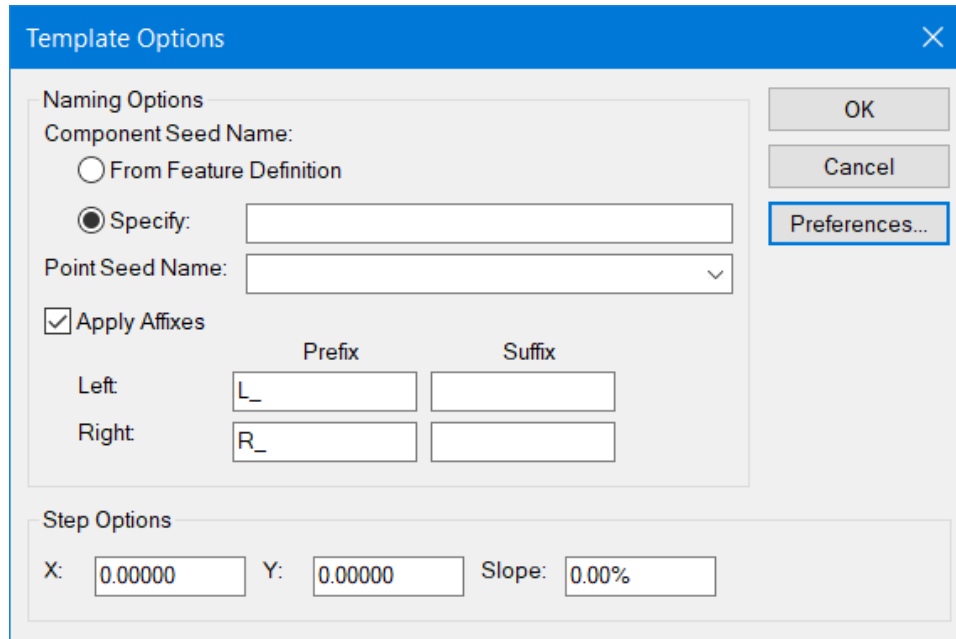 Template Options
Naming Options
OK
Component Seed Name:
From Feature Definition
Cancel
Specify:
Preferences...
Point Seed Name:
Apply Affixes
Prefix Suffix
Left: L_
Right: R_
Step Options
X: 0.00000 Y: 0.00000 Slope: 0.00%